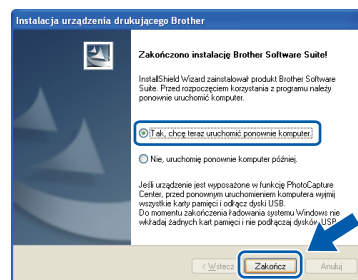 Instalacja urządzenia drukującego Brother
Zakończono instalację Brother Software Suite!
InstallShield Wizard zainstalował produkt Brother Software
Suite. Przed rozpoczęciem korzystania z programu należy
ponownie uruchomić komputer.
Tak, chcę teraz uruchomić ponownie komputer.
Nie, uruchomię ponownie komputer później.
Jeśli urządzenie jest wyposażone w funkcję PhotoCapture
Center, przed ponownym uruchomieniem komputera wyjmij
wszystkie karty pamięci i odłącz dyski USB.
Do momentu zakończenia ładowania systemu Windows nie
wkładaj żadnych kart pamięci i nie podłączaj dysków USB.
< Wstecz Zakończ Anuluj